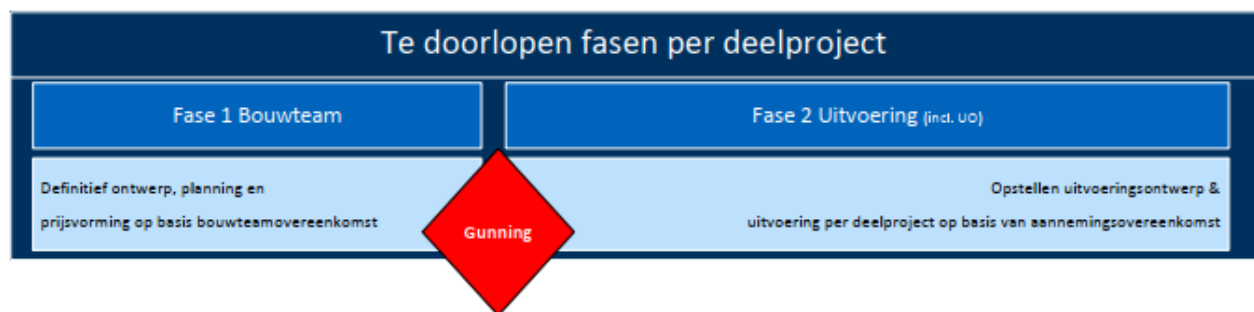 Te doorlopen fasen per deelproject
Fase 1 Bouwteam
Fase 2 Uitvoering (incl. UO)
Definitief ontwerp, planning en
prijsvorming op basis bouwteamovereenkomst
Gunning
Opstellen uitvoeringsontwerp &
uitvoering per deelproject op basis van aannemingsovereenkomst